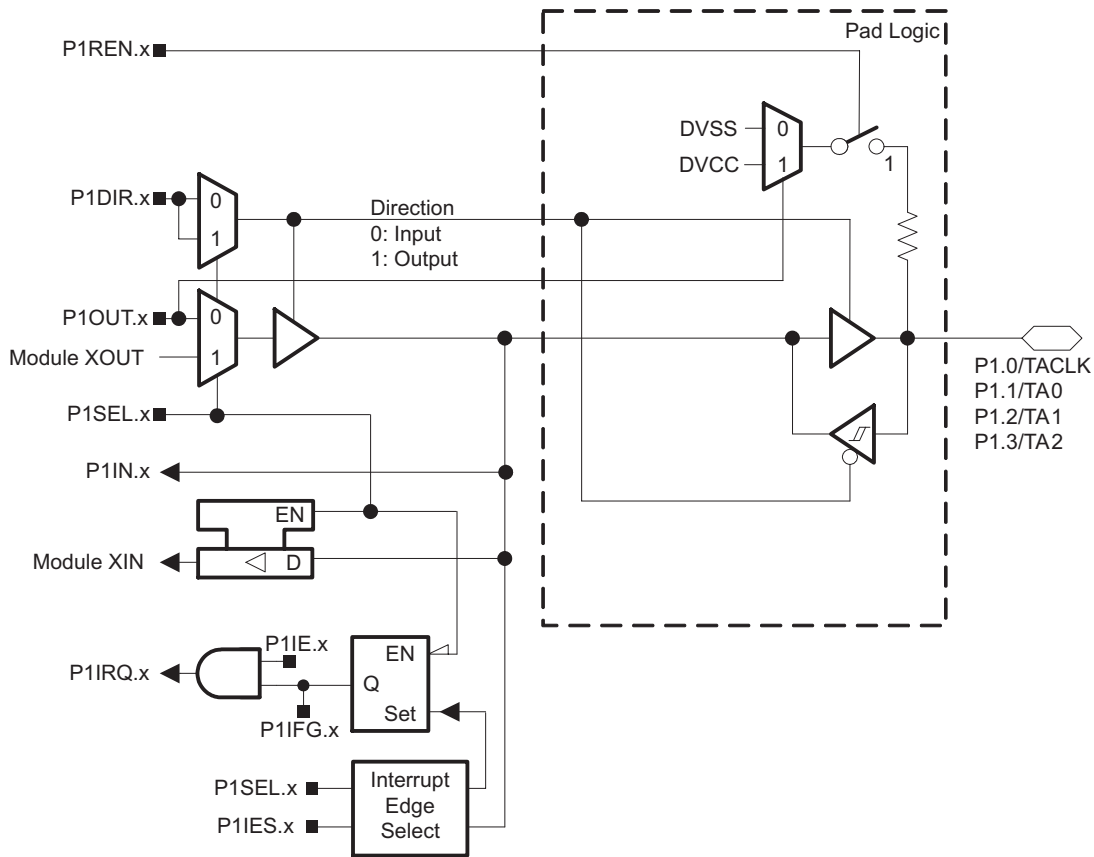 Pad Logic
P1REN.x
DVSS
0
DVCC
1
1
P1DIR.x
0
1
Direction
0: Input
1: Output
P1OUT.x
0
Module XOUT
1
P1.0/TACLK
P1.1/TA0
P1.2/TA1
P1.3/TA2
P1SEL.x
P1IN.x
EN
Module XIN
D
P1IE.x
P1IRQ.x
EN
Q
Set
P1IFG.x
P1SEL.x
P1IES.x
Interrupt
Edge
Select